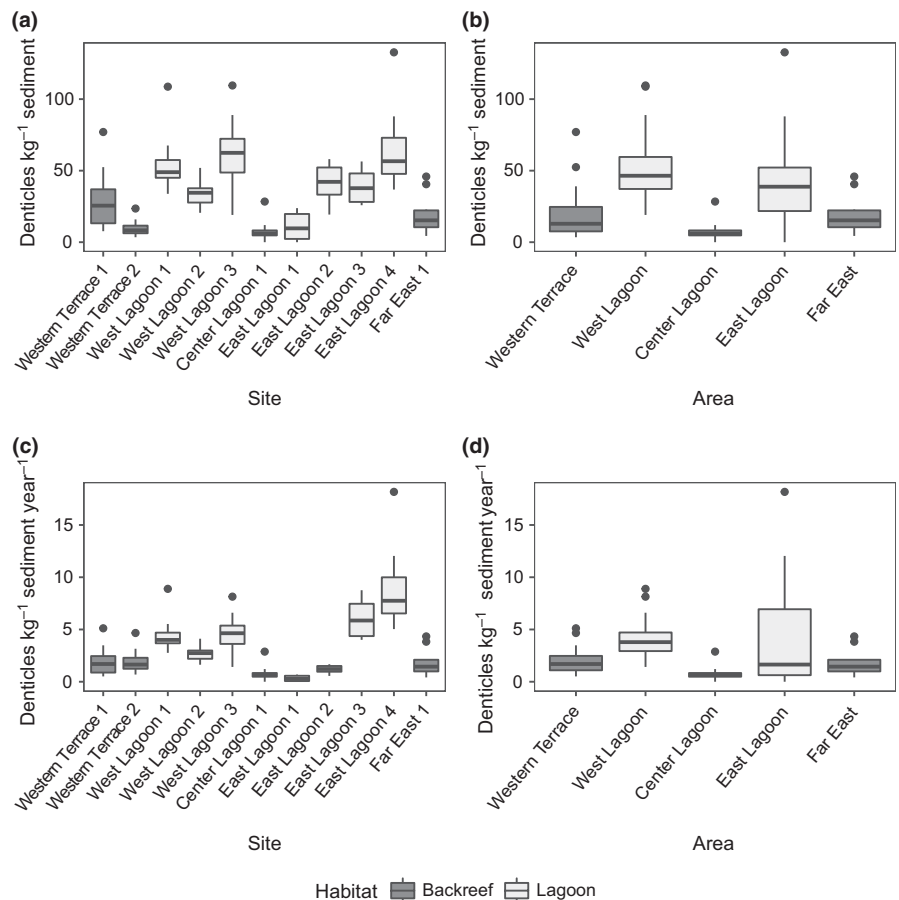 (a)
Denticles kg⁻¹ sediment
100
50
0
Western Terrace 1
Western Terrace 2
West Lagoon 1
West Lagoon 2
West Lagoon 3
Center Lagoon 1
East Lagoon 1
East Lagoon 2
East Lagoon 3
East Lagoon 4
Far East 1
Site
(b)
Denticles kg⁻¹ sediment
100
50
0
Western Terrace
West Lagoon
Center Lagoon
East Lagoon
Far East
Area
(c)
Denticles kg⁻¹ sediment year⁻¹
15
10
5
0
Western Terrace 1
Western Terrace 2
West Lagoon 1
West Lagoon 2
West Lagoon 3
Center Lagoon 1
East Lagoon 1
East Lagoon 2
East Lagoon 3
East Lagoon 4
Far East 1
Site
(d)
Denticles kg⁻¹ sediment year⁻¹
15
10
5
0
Western Terrace
West Lagoon
Center Lagoon
East Lagoon
Far East
Area
Habitat Backreef Lagoon